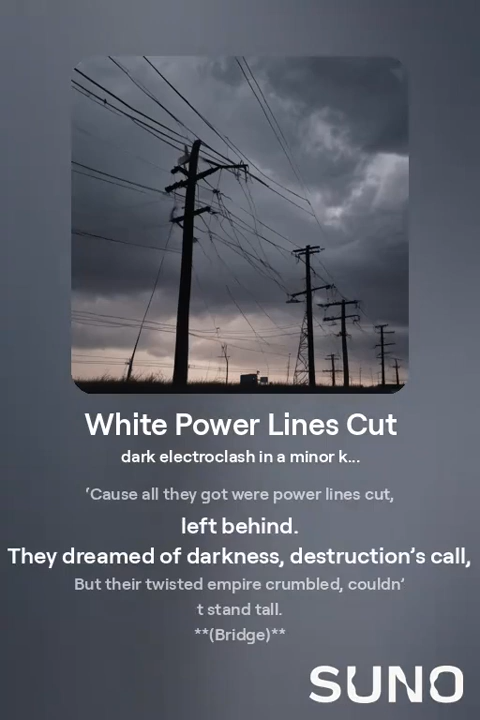 White Power Lines Cut
dark electroclash in a minor k...
‘Cause all they got were power lines cut,
left behind.
They dreamed of darkness, destruction’s call,
But their twisted empire crumbled, couldn’
t stand tall.
**(Bridge)**
SUNO